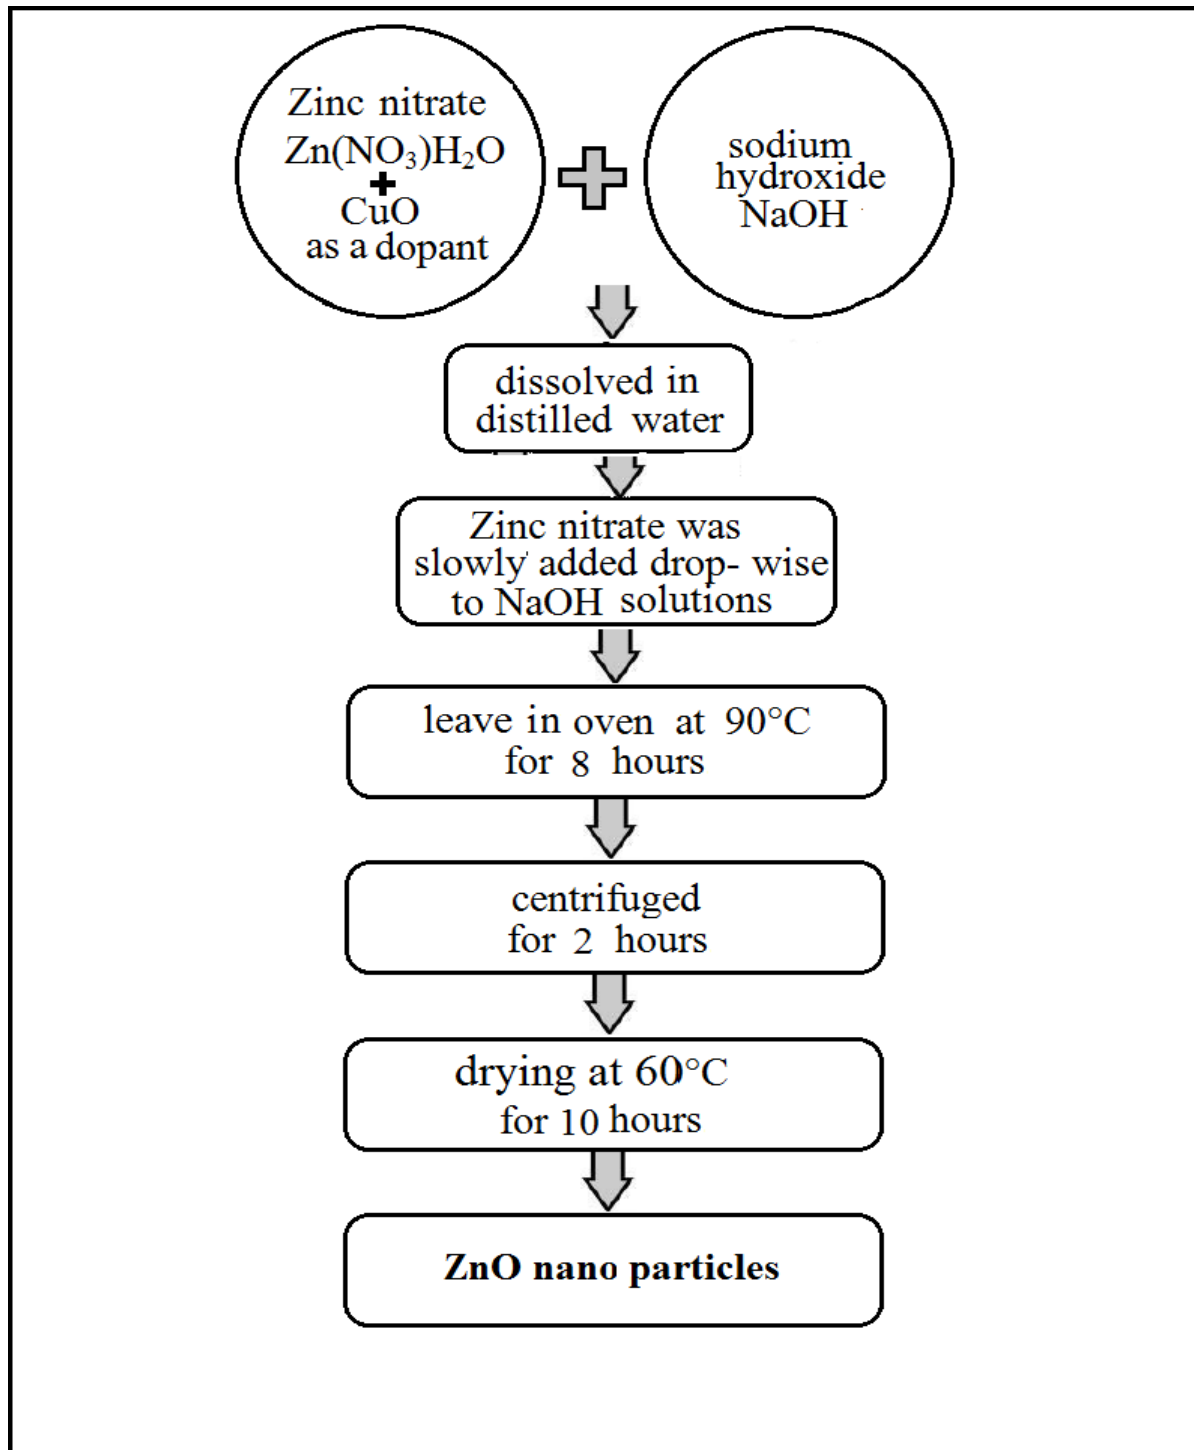 Zinc nitrate
Zn(NO₃)H₂O
+
CuO
as a dopant
sodium
hydroxide
NaOH
dissolved in
distilled water
Zinc nitrate was
slowly added drop- wise
to NaOH solutions
leave in oven at 90°C
for 8 hours
centrifuged
for 2 hours
drying at 60°C
for 10 hours
ZnO nano particles